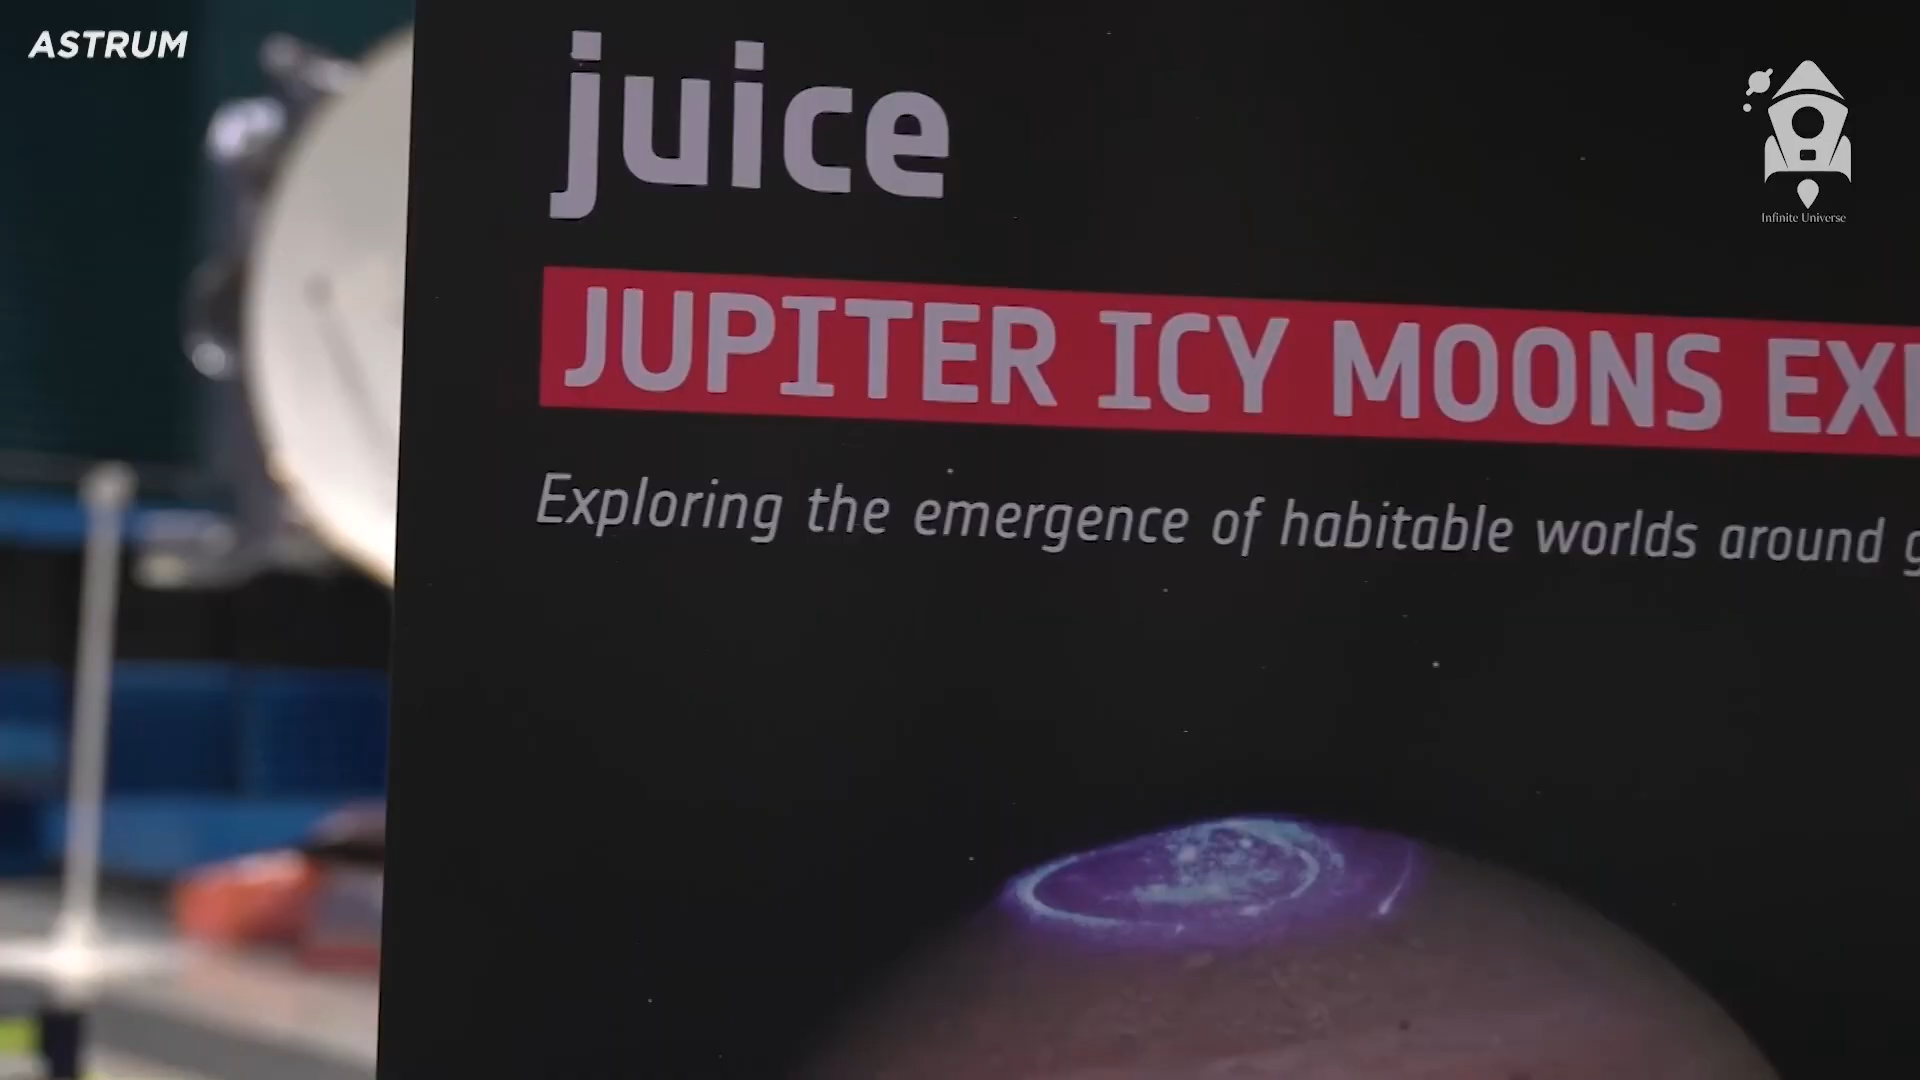 ASTRUM
juice
Infinite Universe
JUPITER ICY MOONS
Exploring the emergence of habitable worlds around